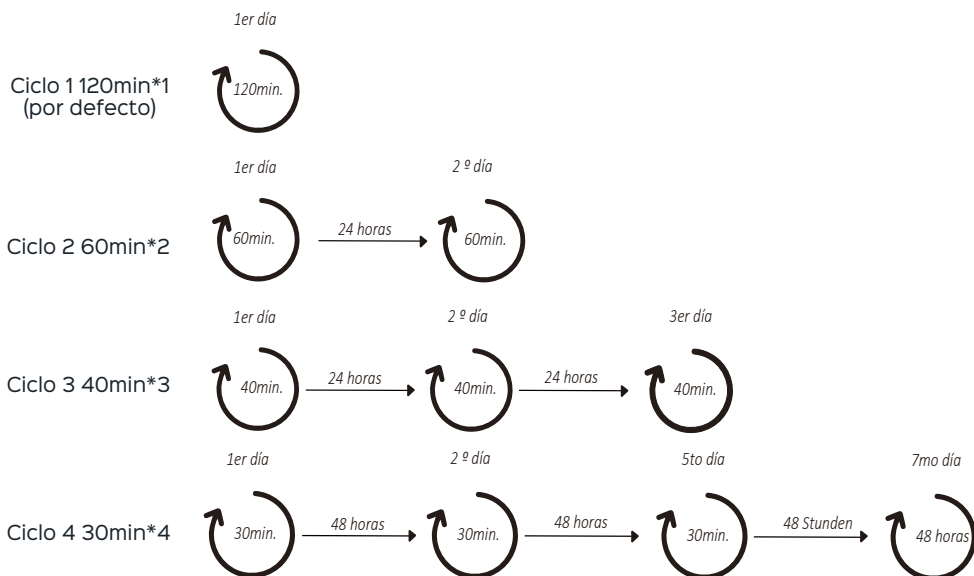 1er día
Ciclo 1 120min*1
(por defecto)
120min.
1er día
2 º día
Ciclo 2 60min*2
60min.
24 horas
60min.
1er día
2 º día
3er día
Ciclo 3 40min*3
40min.
24 horas
40min.
24 horas
40min.
1er día
2 º día
5to día
7mo día
Ciclo 4 30min*4
30min.
48 horas
30min.
48 horas
30min.
48 Stunden
48 horas